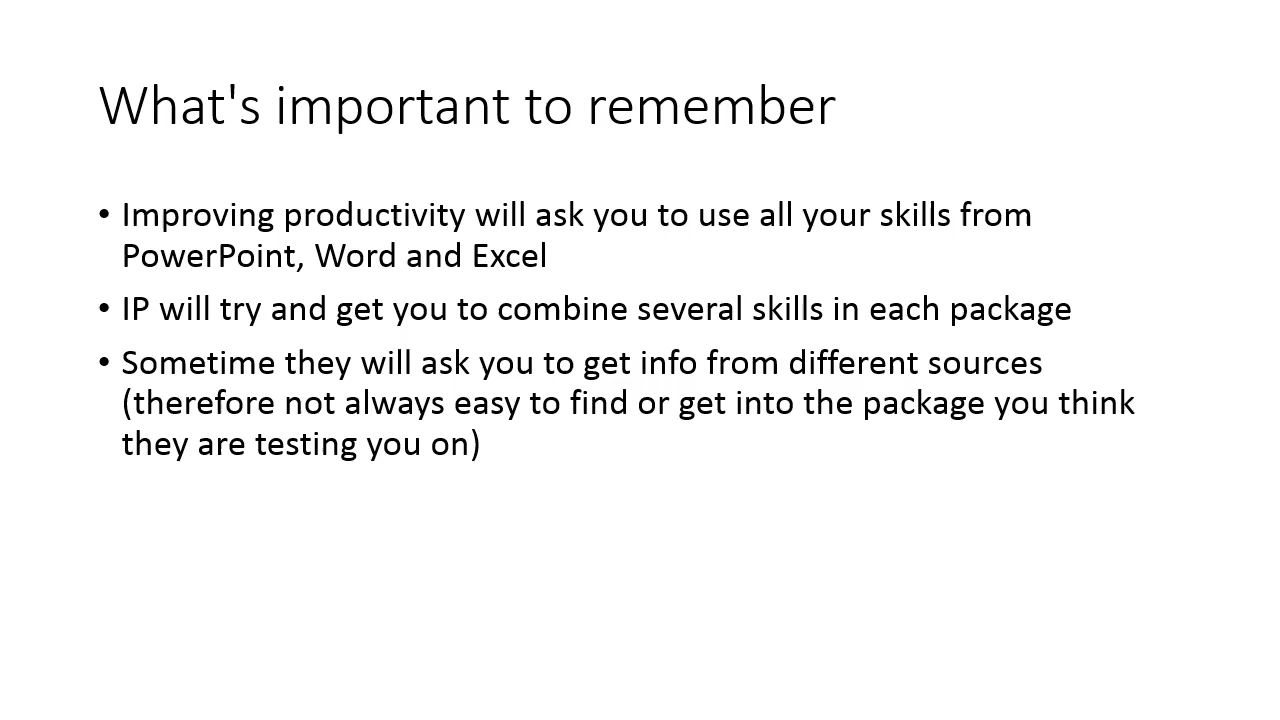 What's important to remember
• Improving productivity will ask you to use all your skills from
PowerPoint, Word and Excel
• IP will try and get you to combine several skills in each package
• Sometime they will ask you to get info from different sources
(therefore not always easy to find or get into the package you think
they are testing you on)